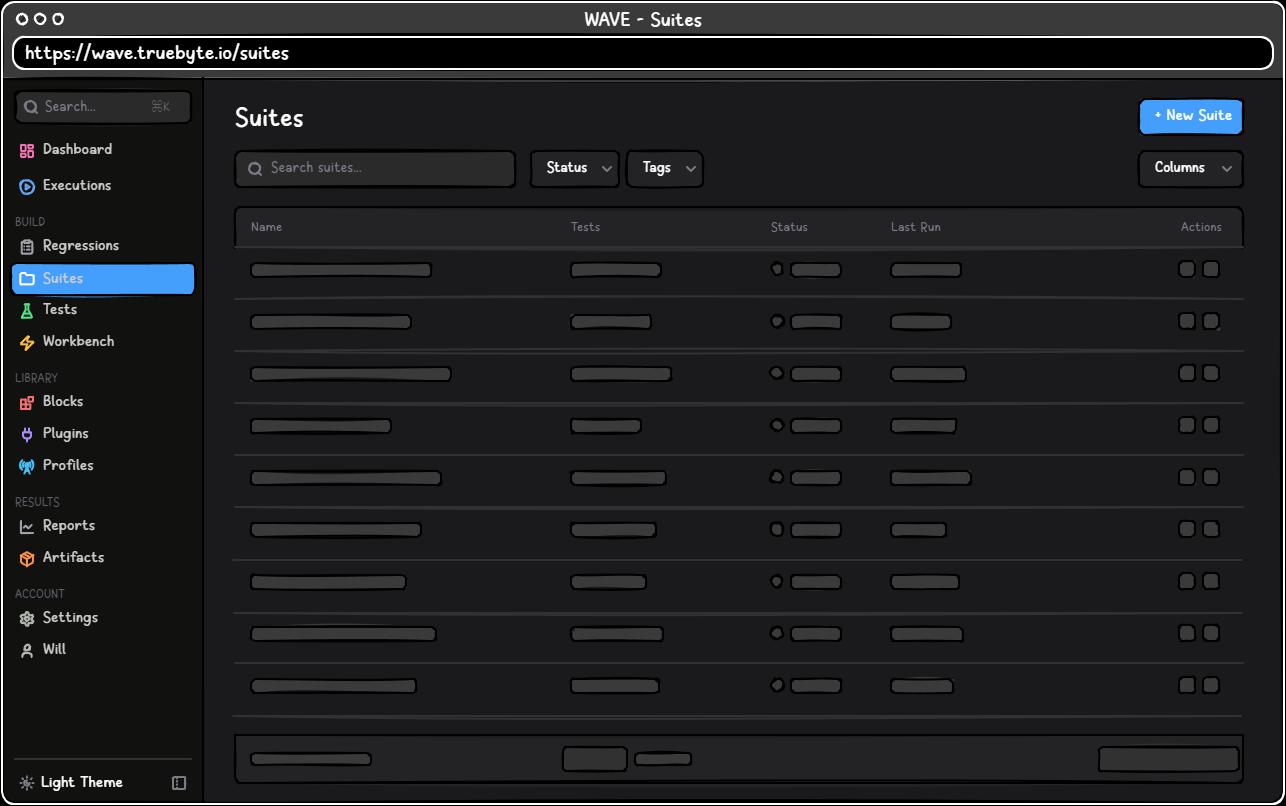 WAVE - Suites
https://wave.truebyte.io/suites
Search... ⌘K
Dashboard
Executions
BUILD
Regressions
Suites
Tests
Workbench
LIBRARY
Blocks
Plugins
Profiles
RESULTS
Reports
Artifacts
ACCOUNT
Settings
Will
Light Theme
Suites
+ New Suite
Search suites...
Status
Tags
Columns
Name Tests Status Last Run Actions